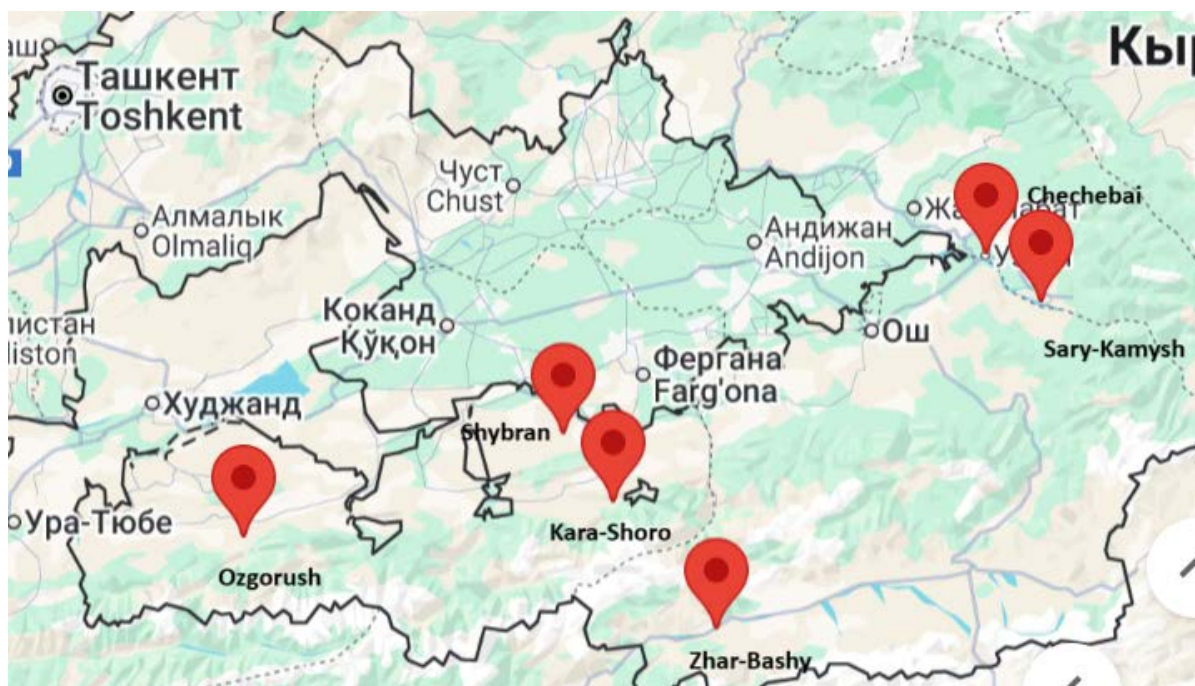 Кыр
Ташкент
Toshkent
Чуст
Chust
Chechebai
Алмалык
Olmaliq
Андижан
Andijon
Коканд
Қўқон
Ош
Sary-Kamysh
Фергана
Farg'ona
Худжанд
Shybran
Ура-Тюбе
Kara-Shoro
Ozgorush
Zhar-Bashy